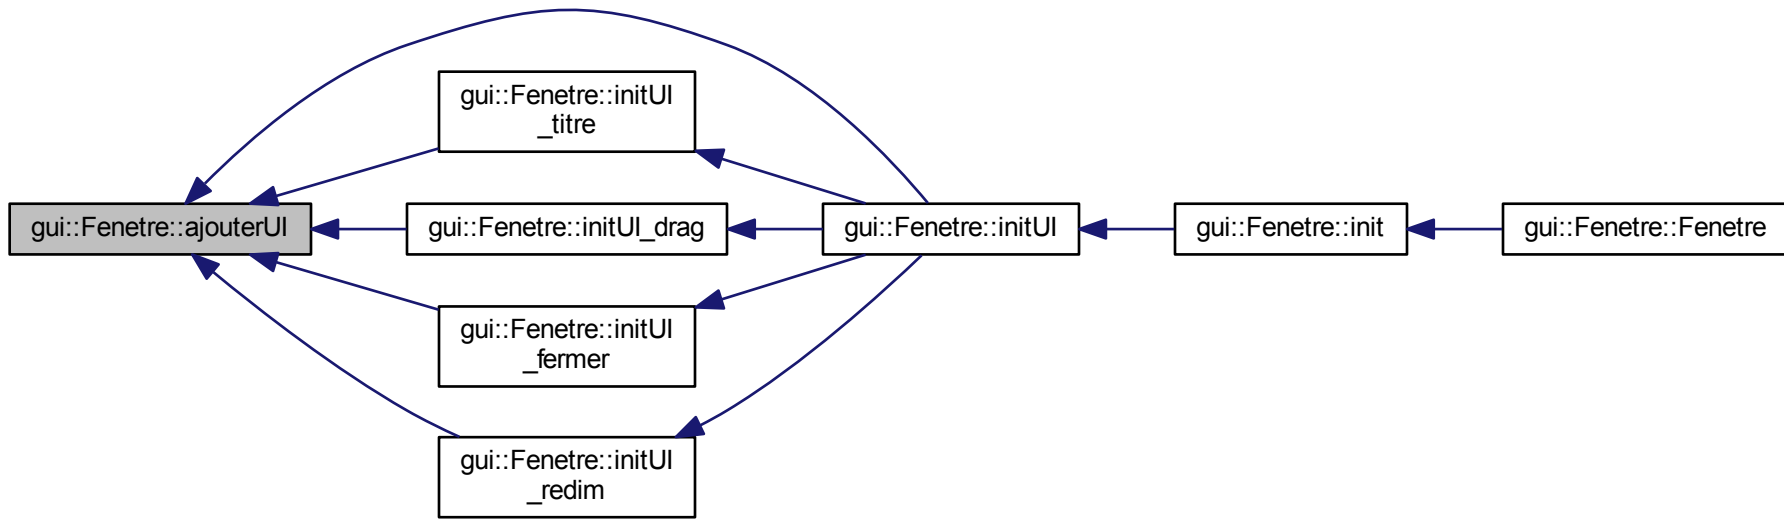 gui::Fenetre::initUI
_titre
gui::Fenetre::ajouterUI
gui::Fenetre::initUI_drag
gui::Fenetre::initUI
gui::Fenetre::init
gui::Fenetre::Fenetre
gui::Fenetre::initUI
_fermer
gui::Fenetre::initUI
_redim